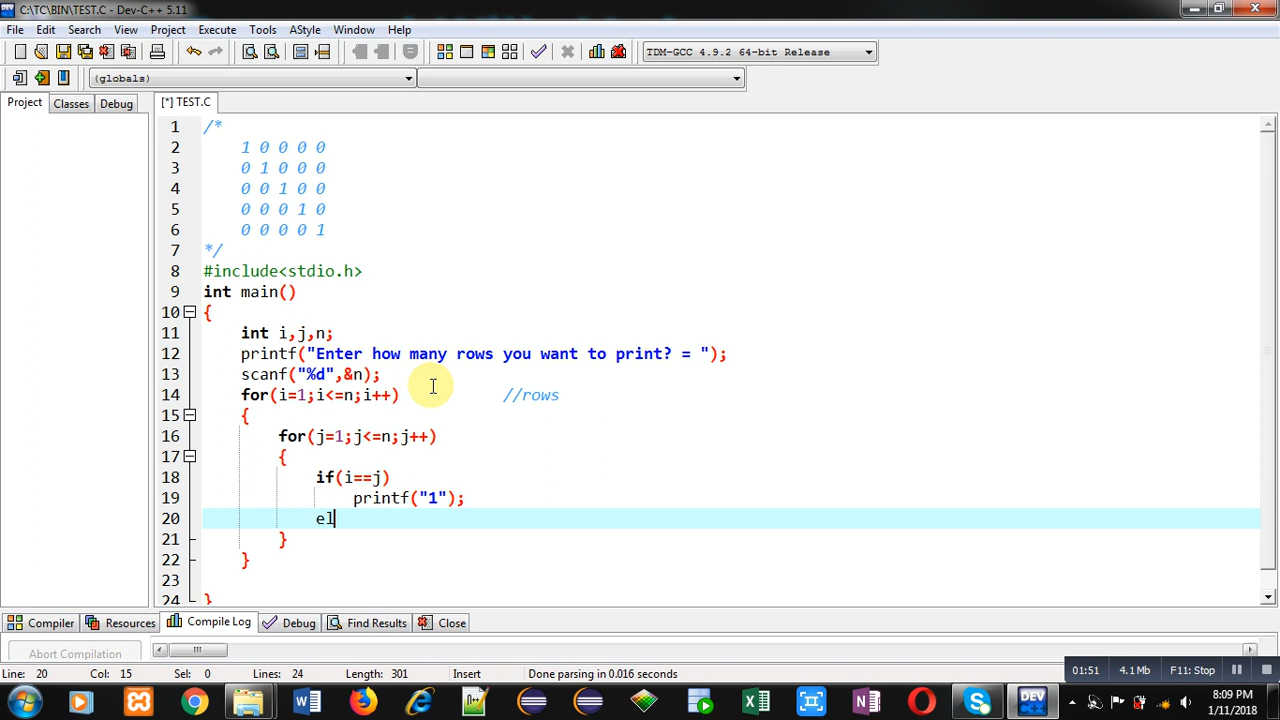 C:\TC\BIN\TEST.C - Dev-C++ 5.11
File Edit Search View Project Execute Tools AStyle Window Help
TDM-GCC 4.9.2 64-bit Release
(globals)
Project Classes Debug [*] TEST.C
1 /*
2 1 0 0 0 0
3 0 1 0 0 0
4 0 0 1 0 0
5 0 0 0 1 0
6 0 0 0 0 1
7 */
8 #include<stdio.h>
9 int main()
10 {
11 int i,j,n;
12 printf("Enter how many rows you want to print? = ");
13 scanf("%d",&n);
14 for(i=1;i<=n;i++) //rows
15 {
16 for(j=1;j<=n;j++)
17 {
18 if(i==j)
19 printf("1");
20 el
21 }
22 }
23
24 }
Compiler Resources Compile Log Debug Find Results Close
Abort Compilation
Line: 20 Col: 15 Sel: 0 Lines: 24 Length: 301 Insert Done parsing in 0.016 seconds
01:51 4.1 Mb F11: Stop
DEV
8:09 PM
1/11/2018